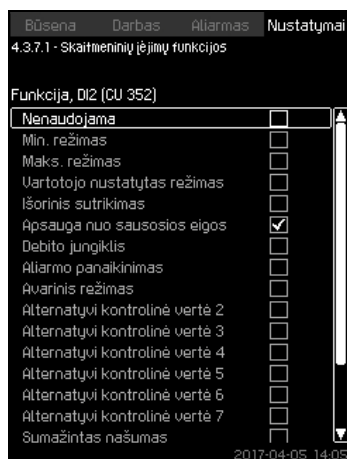 Būsena Darbas Aliarmas Nustatymai
4.3.7.1 - Skaitmeninių įėjimų funkcijos
Funkcija, DI2 (CU 352)
Nenaudojama
Min. režimas
Maks. režimas
Vartotojo nustatytas režimas
Išorinis sutrikimas
Apsauga nuo sausosios eigos
Debito jungiklis
Aliarmo panaikinimas
Avarinis režimas
Alternatyvi kontrolinė vertė 2
Alternatyvi kontrolinė vertė 3
Alternatyvi kontrolinė vertė 4
Alternatyvi kontrolinė vertė 5
Alternatyvi kontrolinė vertė 6
Alternatyvi kontrolinė vertė 7
Sumažintas našumas
2017-04-05 14:05